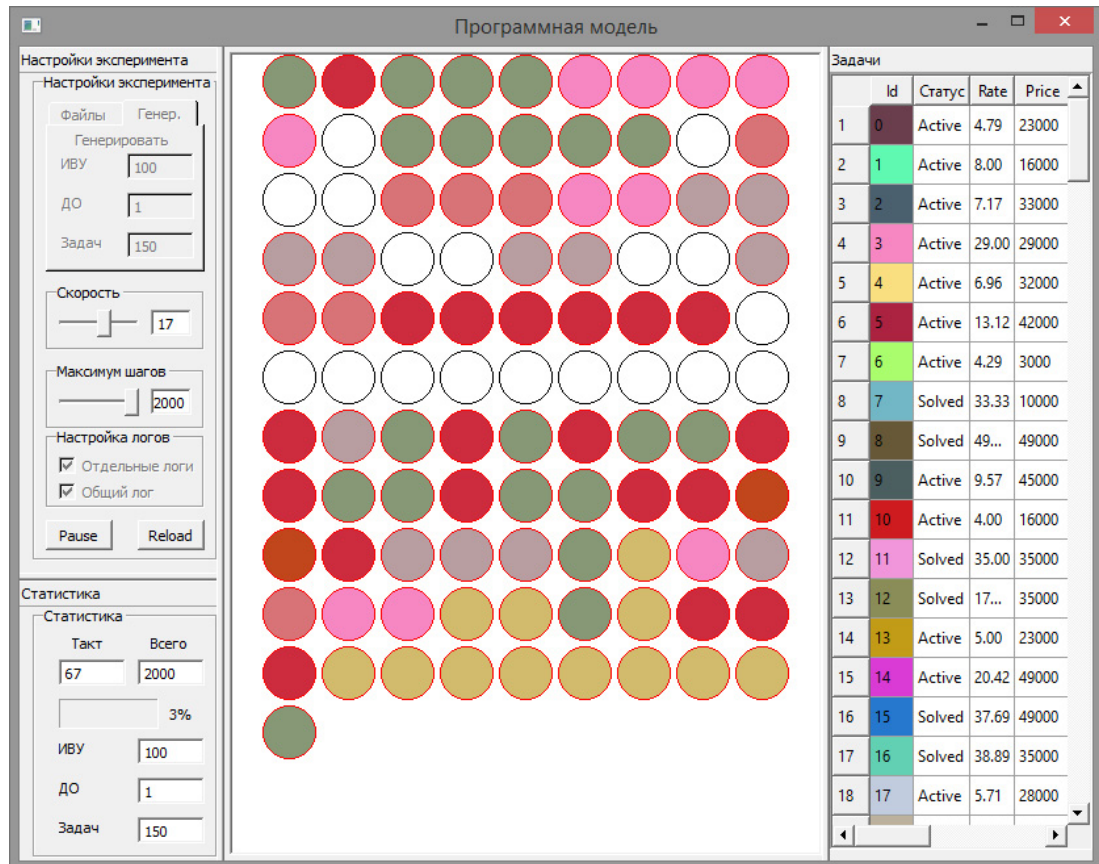 Программная модель
Настройки эксперимента
Настройки эксперимента
Файлы Генер.
Генерировать
ИВУ 100
ДО 1
Задач 150
Скорость
17
Максимум шагов
2000
Настройка логов
Отдельные логи
Общий лог
Pause Reload
Статистика
Статистика
Такт Всего
67 2000
3%
ИВУ 100
ДО 1
Задач 150
Задачи
Id Статус Rate Price
1 0 Active 4.79 23000
2 1 Active 8.00 16000
3 2 Active 7.17 33000
4 3 Active 29.00 29000
5 4 Active 6.96 32000
6 5 Active 13.12 42000
7 6 Active 4.29 3000
8 7 Solved 33.33 10000
9 8 Solved 49... 49000
10 9 Active 9.57 45000
11 10 Active 4.00 16000
12 11 Solved 35.00 35000
13 12 Solved 17... 35000
14 13 Active 5.00 23000
15 14 Active 20.42 49000
16 15 Solved 37.69 49000
17 16 Solved 38.89 35000
18 17 Active 5.71 28000